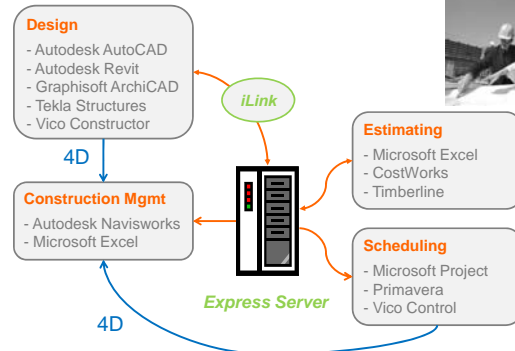 Design
- Autodesk AutoCAD
- Autodesk Revit
- Graphisoft ArchiCAD
- Tekla Structures
- Vico Constructor
iLink
Estimating
- Microsoft Excel
- CostWorks
- Timberline
4D
Construction Mgmt
- Autodesk Navisworks
- Microsoft Excel
Scheduling
- Microsoft Project
- Primavera
- Vico Control
Express Server
4D